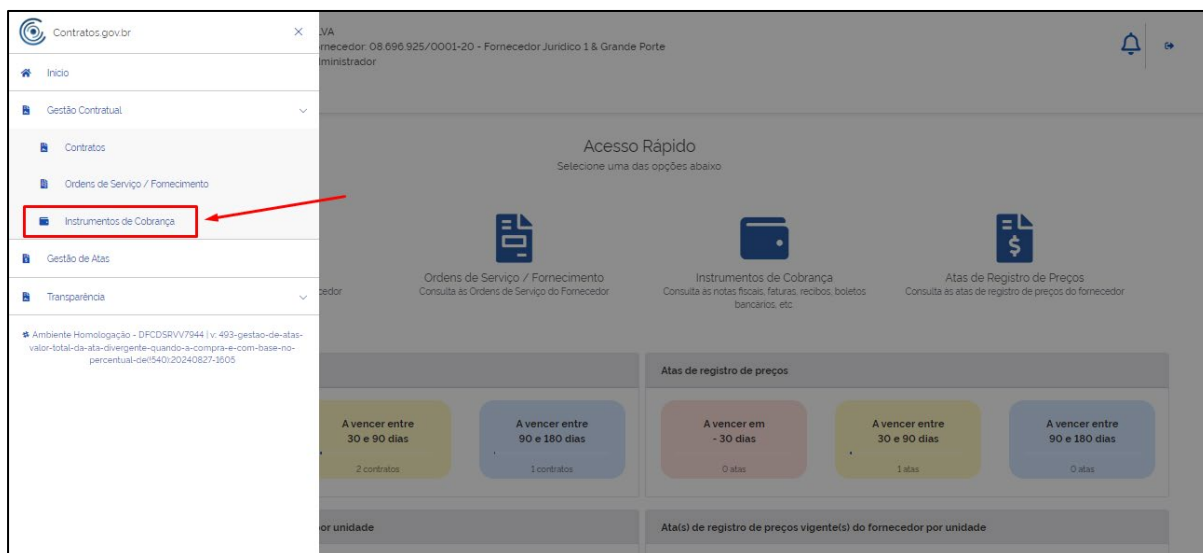 Contratos.gov.br
Início
Gestão Contratual
Contratos
Ordens de Serviço / Fornecimento
Instrumentos de Cobrança
Gestão de Atas
Transparência
Ambiente Homologação - DFCDSRVV7944 | v: 493-gestao-de-atas-
valor-total-da-ata-divergente-quando-a-compra-e-com-base-no-
percentual-de(!540):20240827-1605
LVA
rnecedor: 08.696.925/0001-20 - Fornecedor Juridico 1 & Grande Porte
dministrador
Acesso Rápido
Selecione uma das opções abaixo
cedor
Ordens de Serviço / Fornecimento
Consulta às Ordens de Serviço do Fornecedor
Instrumentos de Cobrança
Consulta às notas fiscais, faturas, recibos, boletos
bancários, etc.
Atas de Registro de Preços
Consulta as atas de registro de preços do fornecedor
A vencer entre
30 e 90 dias
2 contratos
A vencer entre
90 e 180 dias
1 contratos
Atas de registro de preços
A vencer em
- 30 dias
0 atas
A vencer entre
30 e 90 dias
1 atas
A vencer entre
90 e 180 dias
0 atas
or unidade
Ata(s) de registro de preços vigente(s) do fornecedor por unidade